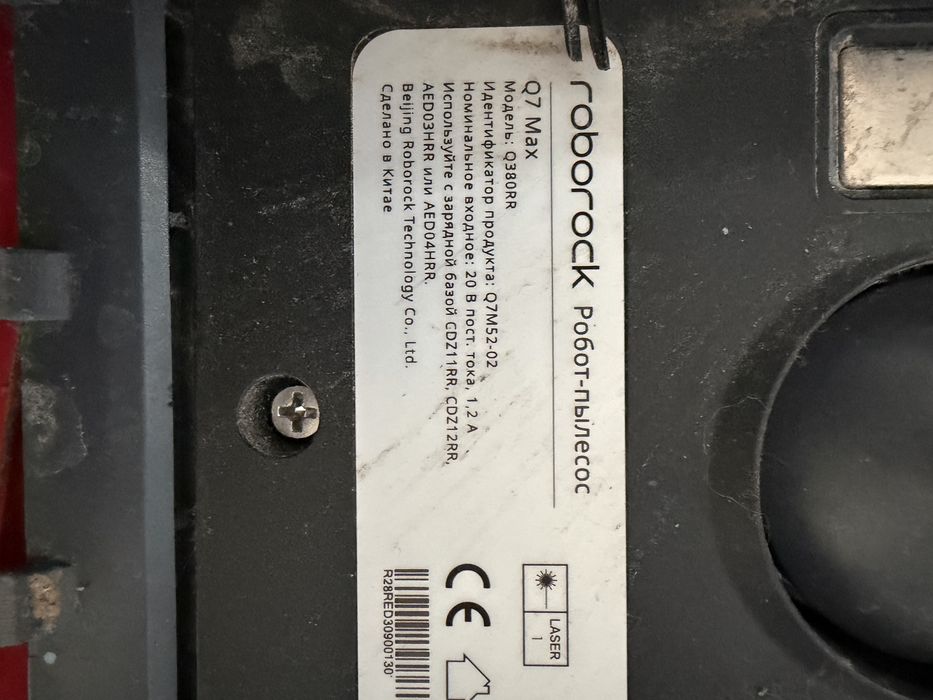 roborock Робот-пылесос
Q7 Max
Модель: Q380RR
Идентификатор продукта: Q7M52-02
Номинальное входное: 20 В пост. тока, 1,2 А
Используйте с зарядной базой CDZ11RR, CDZ12RR,
AED03HRR или AED04HRR.
Beijing Roborock Technology Co., Ltd.
Сделано в Китае
LASER
1
CE
R28RED30900130